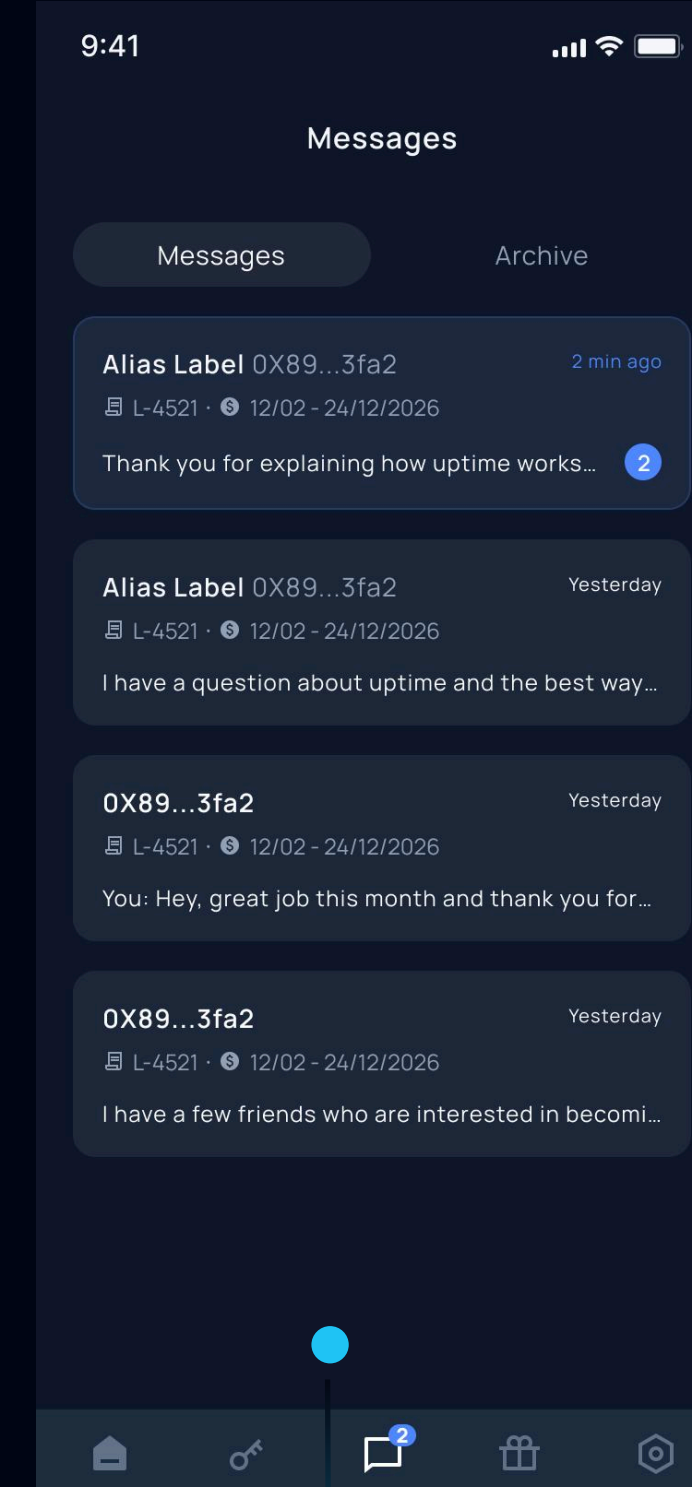 9:41
Messages
Messages Archive
Alias Label 0X89...3fa2 2 min ago
L-4521 · 12/02 - 24/12/2026
Thank you for explaining how uptime works... 2
Alias Label 0X89...3fa2 Yesterday
L-4521 · 12/02 - 24/12/2026
I have a question about uptime and the best way...
0X89...3fa2 Yesterday
L-4521 · 12/02 - 24/12/2026
You: Hey, great job this month and thank you for...
0X89...3fa2 Yesterday
L-4521 · 12/02 - 24/12/2026
I have a few friends who are interested in becomi...
2